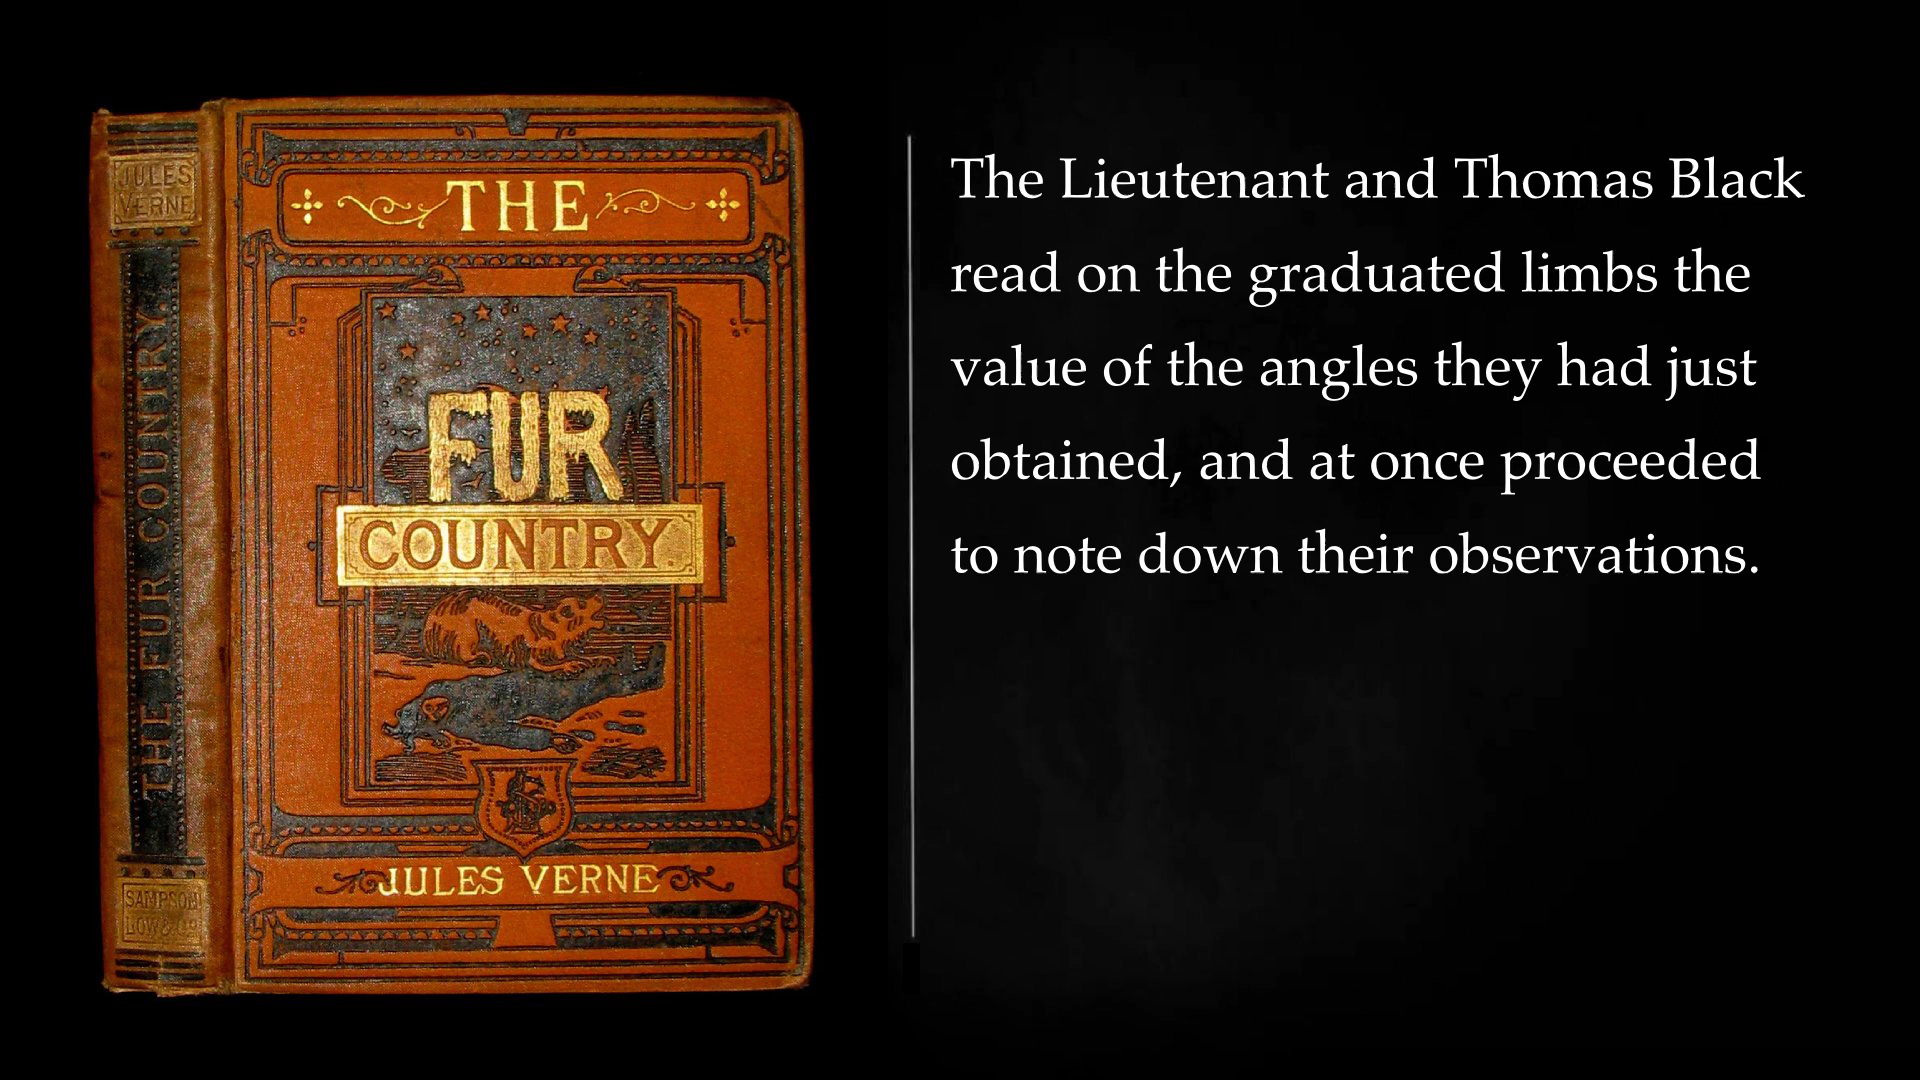 JULES
VERNE
THE FUR COUNTRY.
SAMPSON
LOW & Co
THE
FUR
COUNTRY.
JULES VERNE
The Lieutenant and Thomas Black
read on the graduated limbs the
value of the angles they had just
obtained, and at once proceeded
to note down their observations.